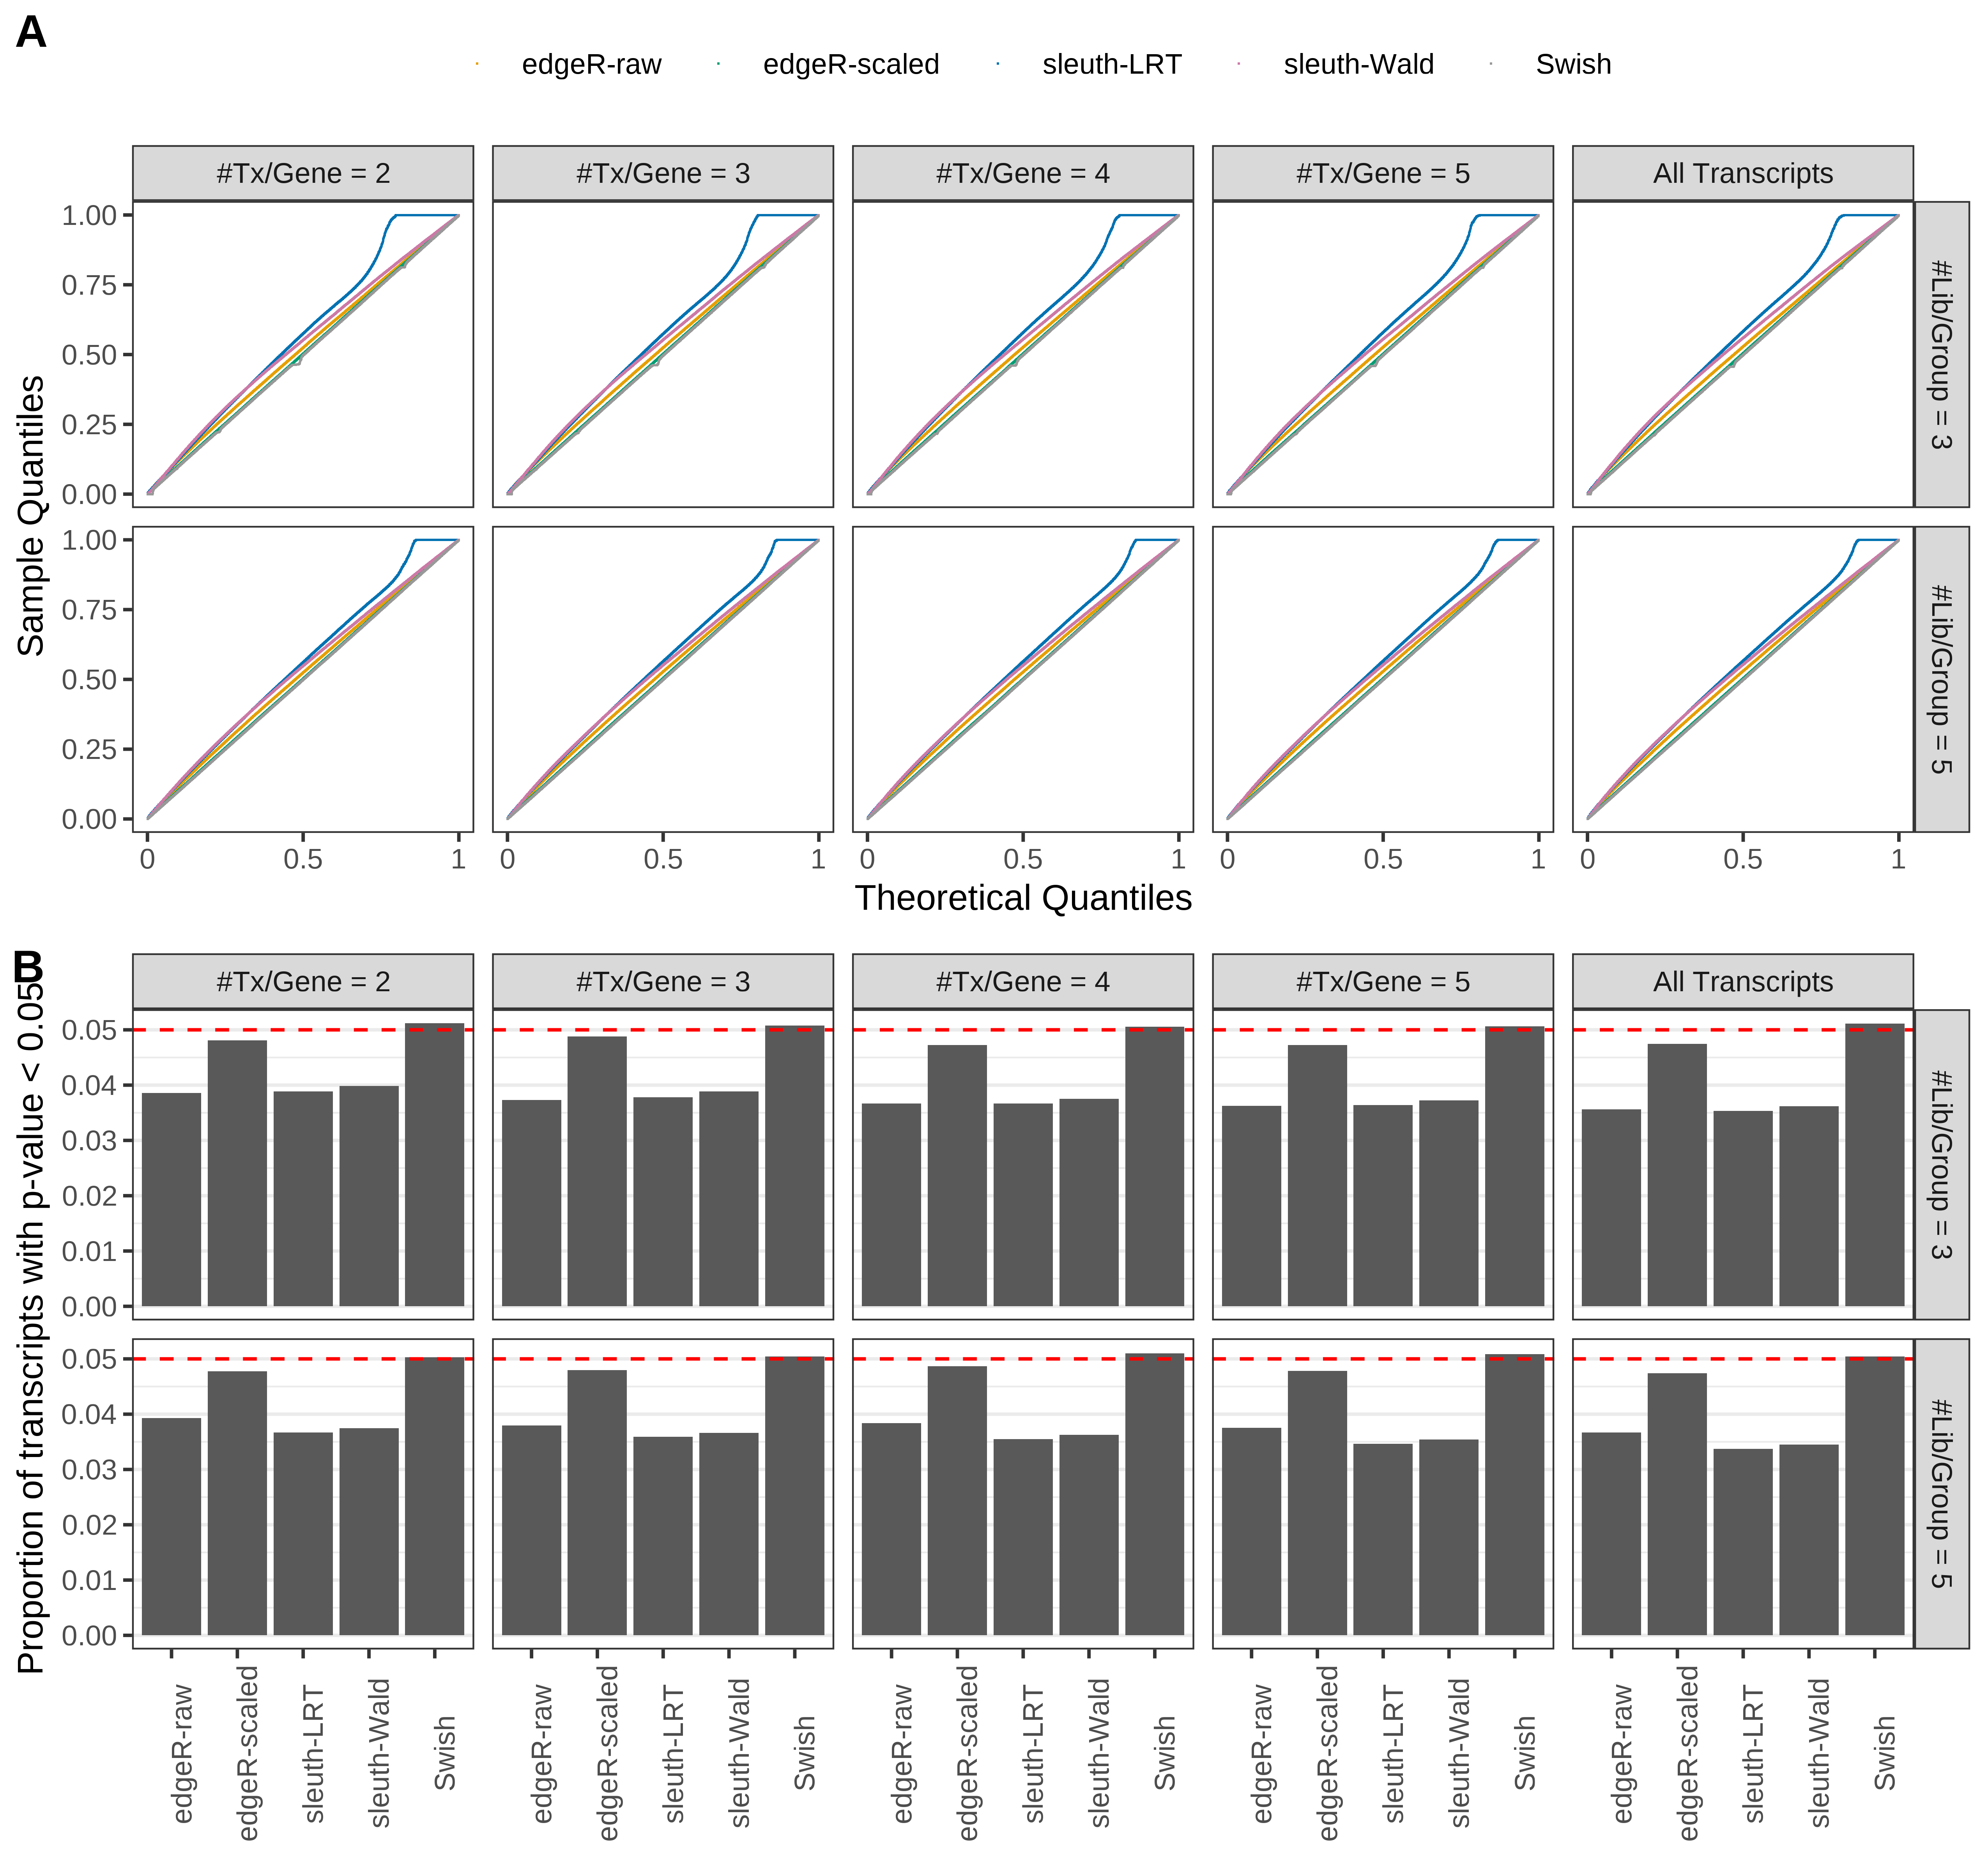 A
edgeR-raw edgeR-scaled sleuth-LRT sleuth-Wald Swish
#Tx/Gene = 2 #Tx/Gene = 3 #Tx/Gene = 4 #Tx/Gene = 5 All Transcripts
Sample Quantiles
1.00
0.75
0.50
0.25
0.00
#Lib/Group = 3
1.00
0.75
0.50
0.25
0.00
#Lib/Group = 5
0 0.5 1 0 0.5 1 0 0.5 1 0 0.5 1 0 0.5 1
Theoretical Quantiles
B
#Tx/Gene = 2 #Tx/Gene = 3 #Tx/Gene = 4 #Tx/Gene = 5 All Transcripts
Proportion of transcripts with p-value < 0.05
0.05
0.04
0.03
0.02
0.01
0.00
#Lib/Group = 3
0.05
0.04
0.03
0.02
0.01
0.00
#Lib/Group = 5
edgeR-raw edgeR-scaled sleuth-LRT sleuth-Wald Swish edgeR-raw edgeR-scaled sleuth-LRT sleuth-Wald Swish edgeR-raw edgeR-scaled sleuth-LRT sleuth-Wald Swish edgeR-raw edgeR-scaled sleuth-LRT sleuth-Wald Swish edgeR-raw edgeR-scaled sleuth-LRT sleuth-Wald Swish